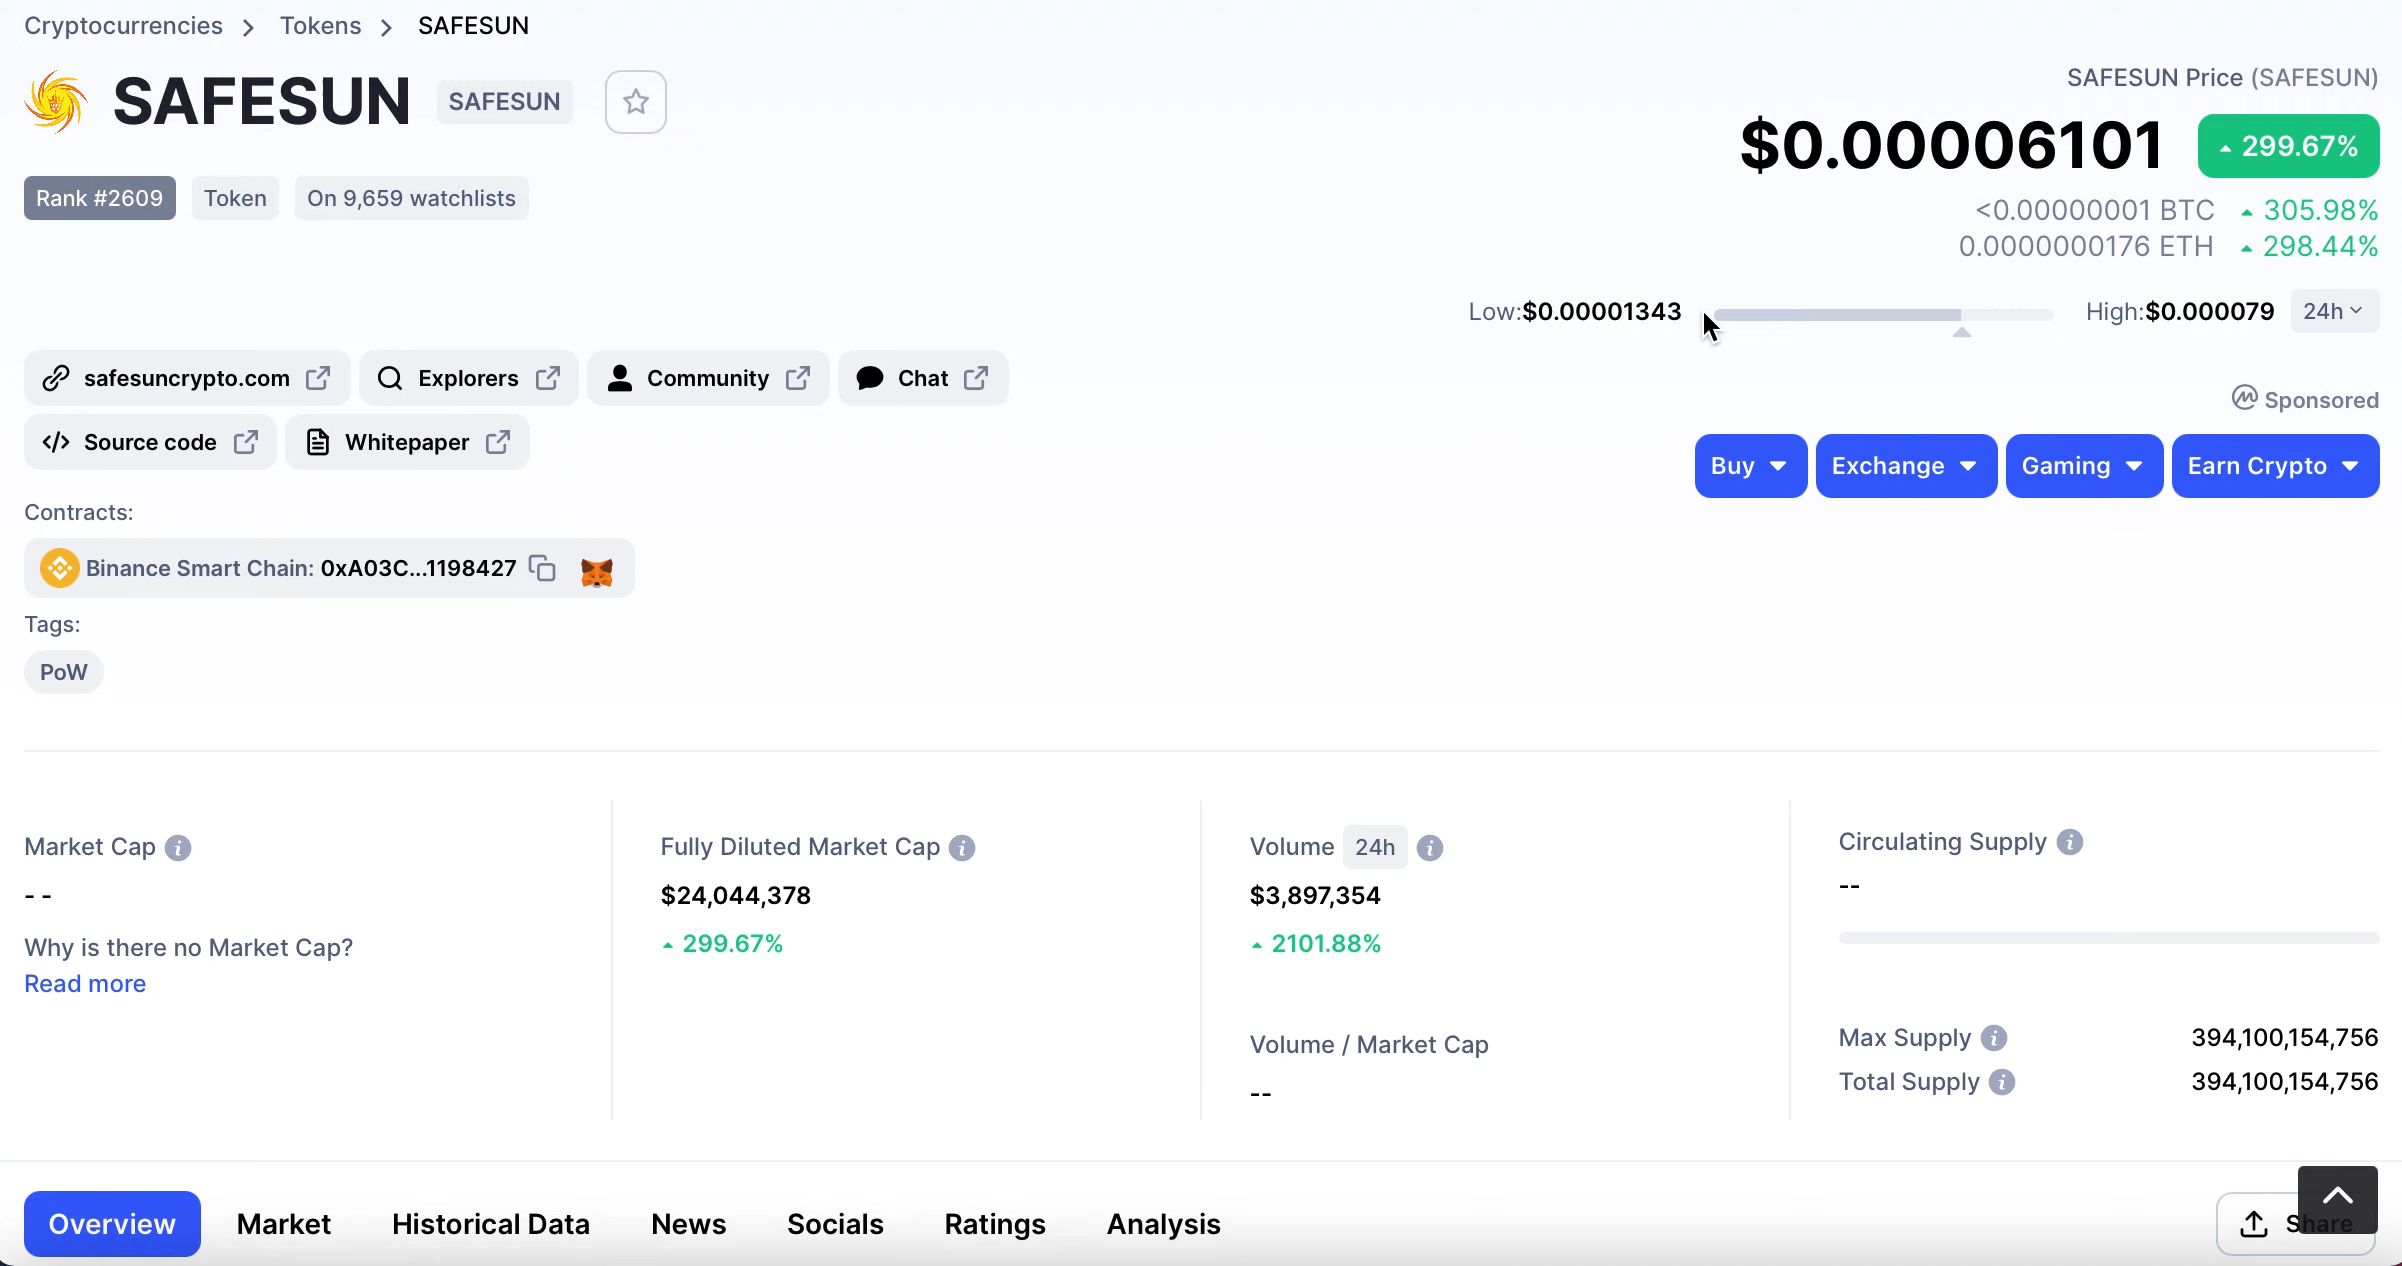 Cryptocurrencies > Tokens > SAFESUN
SAFESUN SAFESUN
Rank #2609 Token On 9,659 watchlists
SAFESUN Price (SAFESUN)
$0.00006101 299.67%
<0.00000001 BTC 305.98%
0.0000000176 ETH 298.44%
Low:$0.00001343 High:$0.000079 24h
safesuncrypto.com Explorers Community Chat
Source code Whitepaper
Sponsored
Buy Exchange Gaming Earn Crypto
Contracts:
Binance Smart Chain: 0xA03C...1198427
Tags:
PoW
Market Cap
- -
Why is there no Market Cap?
Read more
Fully Diluted Market Cap
$24,044,378
299.67%
Volume 24h
$3,897,354
2101.88%
Volume / Market Cap
--
Circulating Supply
--
Max Supply 394,100,154,756
Total Supply 394,100,154,756
Overview Market Historical Data News Socials Ratings Analysis Share